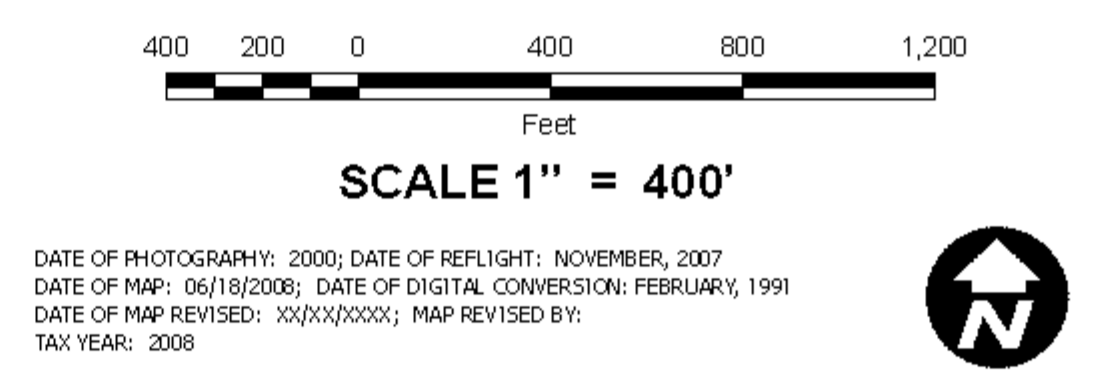 400 200 0 400 800 1,200
Feet
SCALE 1” = 400’
DATE OF PHOTOGRAPHY: 2000; DATE OF REFLIGHT: NOVEMBER, 2007
DATE OF MAP: 06/18/2008; DATE OF DIGITAL CONVERSION: FEBRUARY, 1991
DATE OF MAP REVISED: XX/XX/XXXX; MAP REVISED BY:
TAX YEAR: 2008
N